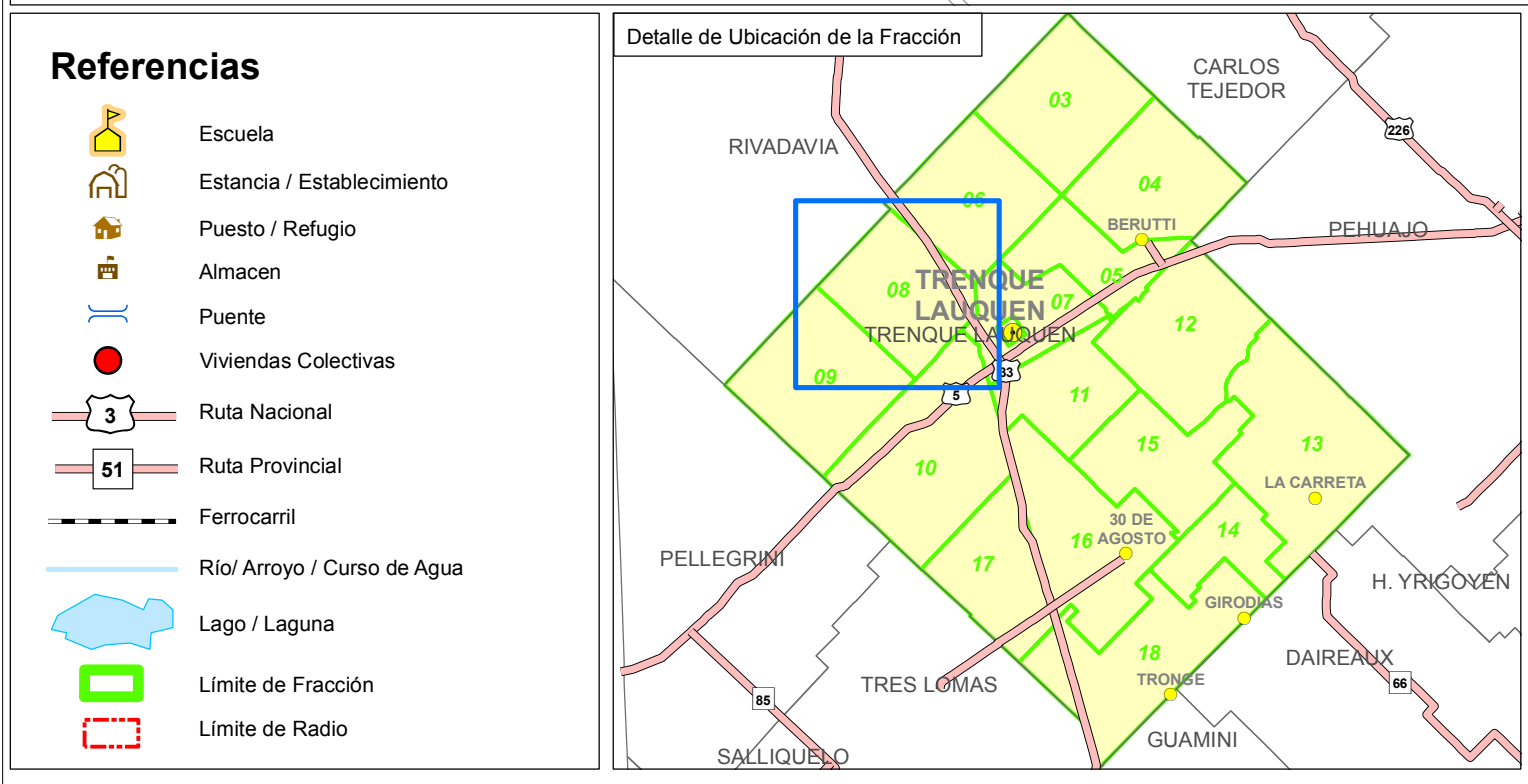 Referencias
Escuela
Estancia / Establecimiento
Puesto / Refugio
Almacen
Puente
Viviendas Colectivas
3
Ruta Nacional
51
Ruta Provincial
Ferrocarril
Río/ Arroyo / Curso de Agua
Lago / Laguna
Límite de Fracción
Límite de Radio
Detalle de Ubicación de la Fracción
CARLOS
TEJEDOR
03
226
RIVADAVIA
04
06
BERUTTI
PEHUAJO
05
TRENQUE
LAUQUEN
08
07
12
TRENQUE LAUQUEN
33
09
5
11
15
13
10
LA CARRETA
30 DE
AGOSTO
14
16
PELLEGRINI
17
H. YRIGOYEN
GIRODIAS
18
DAIREAUX
TRONGE
TRES LOMAS
66
85
GUAMINI
SALLIQUELO